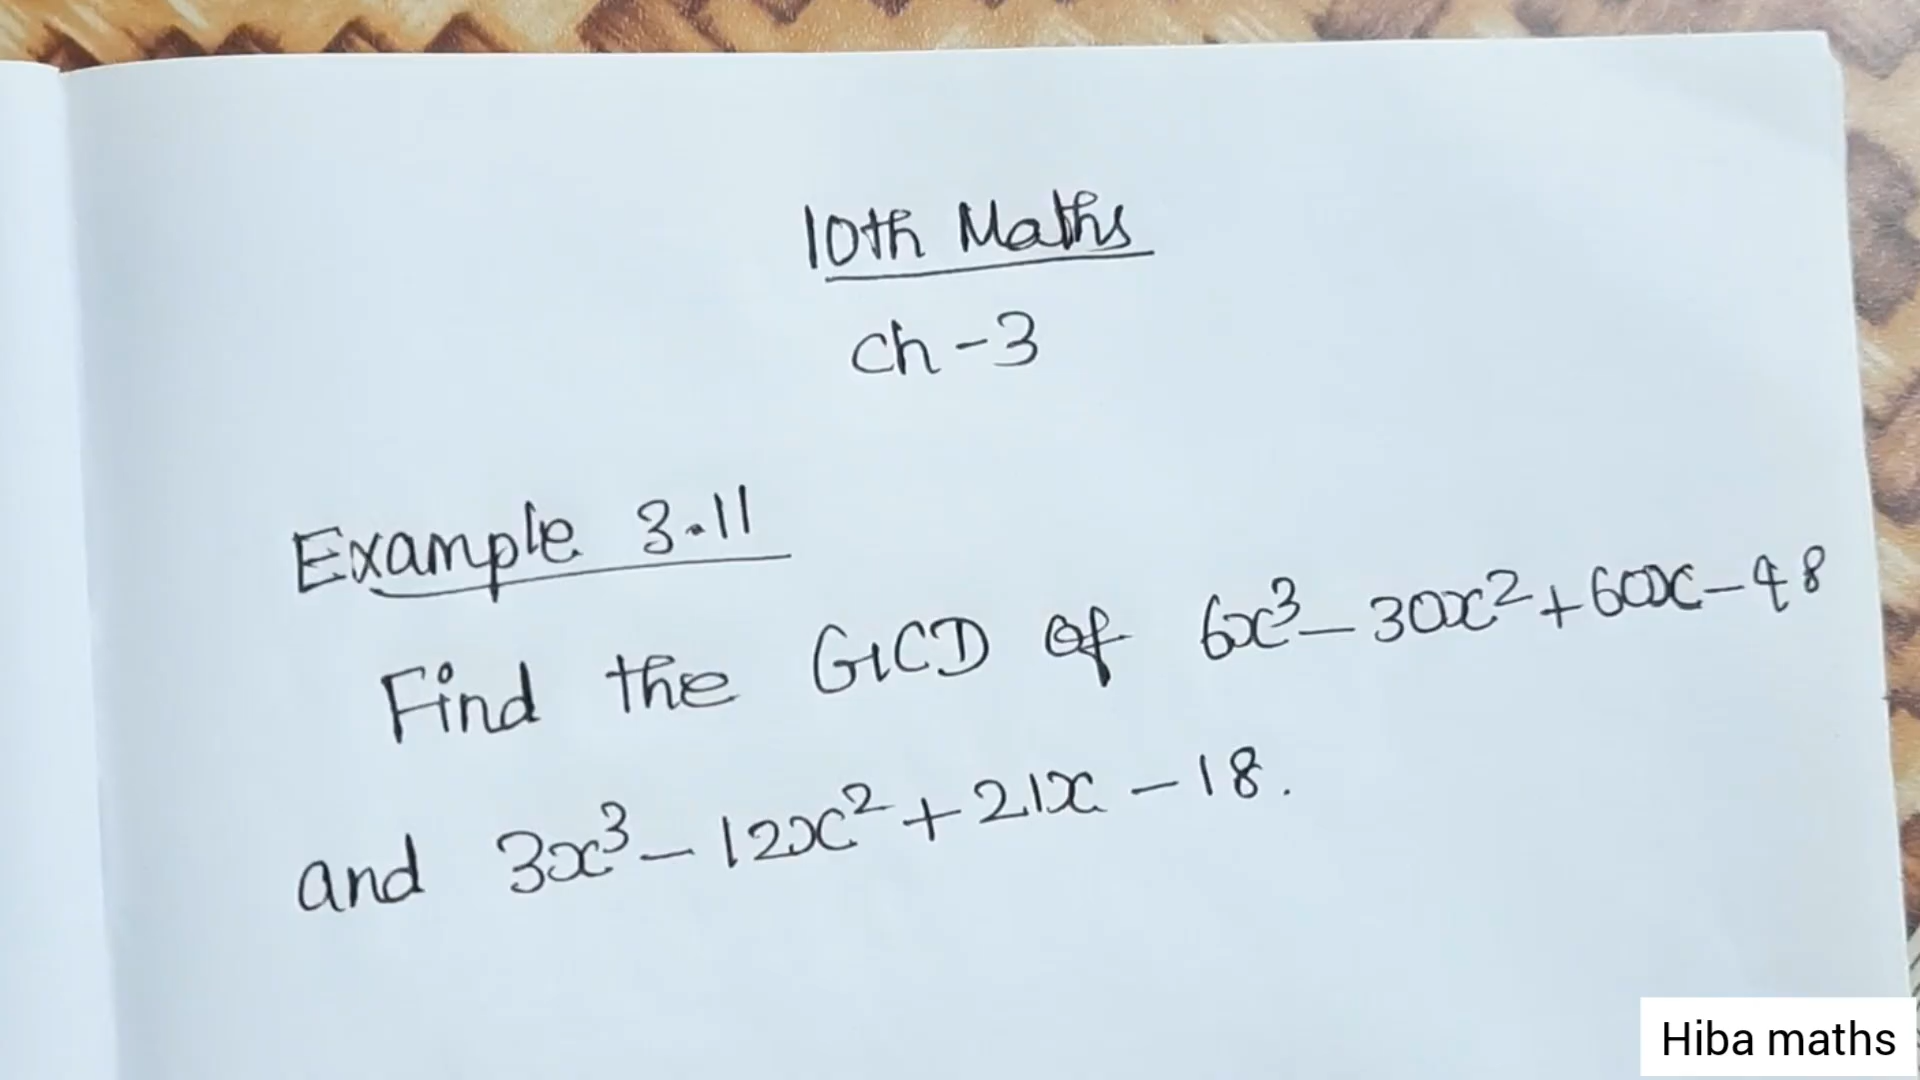 10th Maths
Ch-3
Example 3.11
Find the GCD of 6x³ - 30x² + 60x - 48
and 3x³ - 12x² + 21x - 18.
Hiba maths